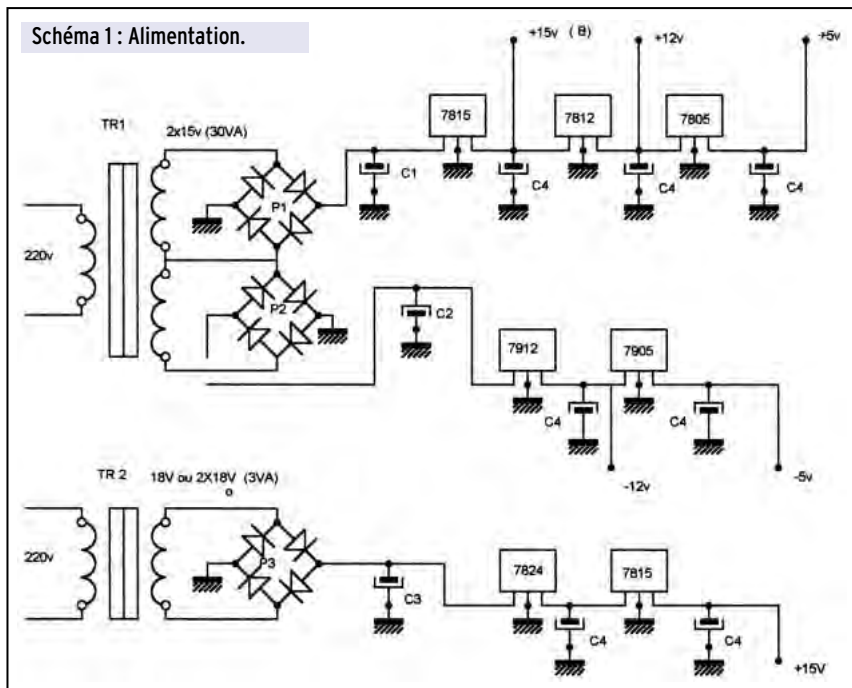 Schéma 1 : Alimentation.
+15v ( B )
+12v
+5v
TR1
2x15v (30VA)
7815
7812
7805
P1
C1
C4
C4
C4
220v
P2
C2
7912
7905
C4
C4
-12v
-5v
TR 2
18V ou 2X18V (3VA)
o
220v
P3
7824
7815
C3
C4
C4
+15V